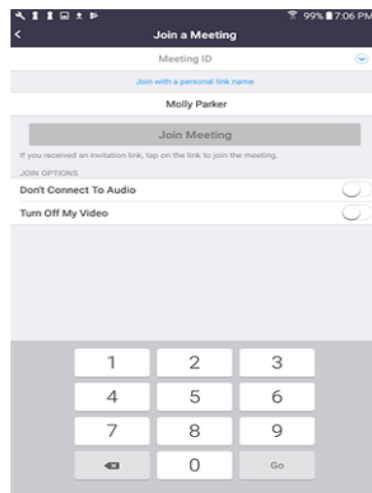 99% 7:06 PM
Join a Meeting
Meeting ID
Join with a personal link name
Molly Parker
Join Meeting
If you received an invitation link, tap on the link to join the meeting.
JOIN OPTIONS
Don't Connect To Audio
Turn Off My Video
1 2 3
4 5 6
7 8 9
0 Go